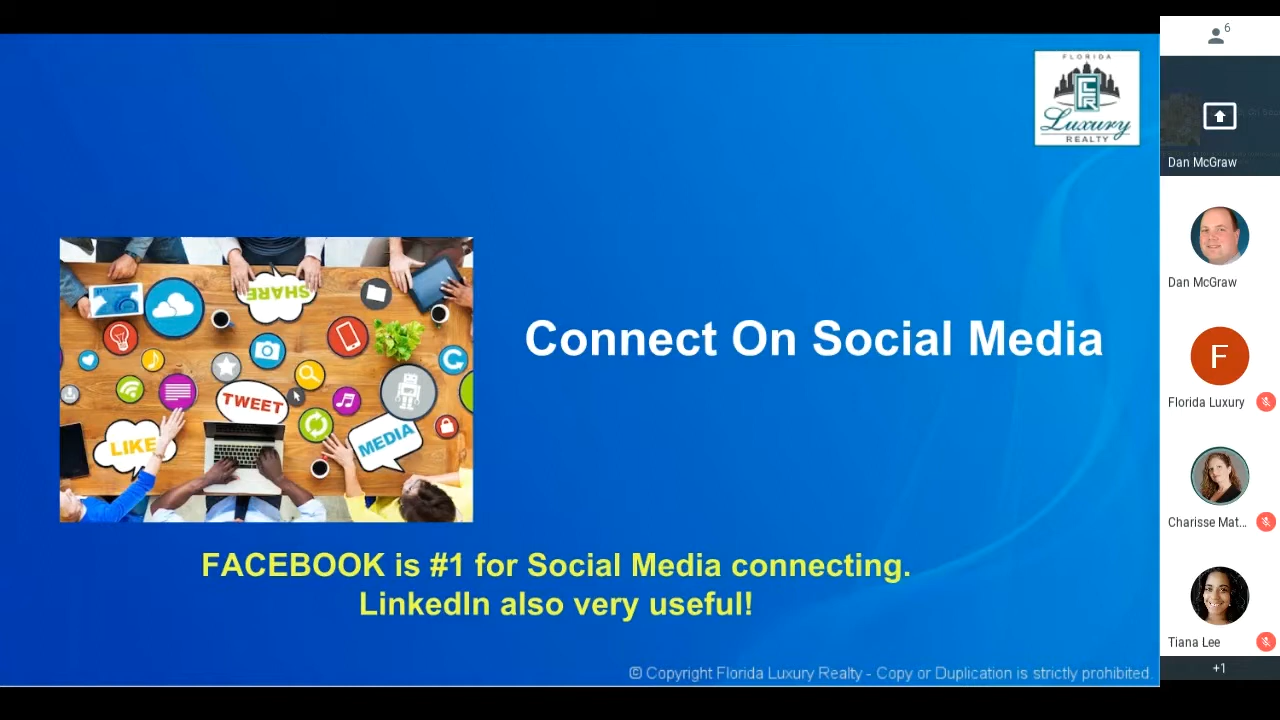 FLORIDA
FLR
Luxury
REALTY
SHARE
TWEET
LIKE
MEDIA
Connect On Social Media
FACEBOOK is #1 for Social Media connecting.
LinkedIn also very useful!
© Copyright Florida Luxury Realty - Copy or Duplication is strictly prohibited.
6
Dan McGraw
Dan McGraw
F
Florida Luxury
Charisse Mat...
Tiana Lee
+1